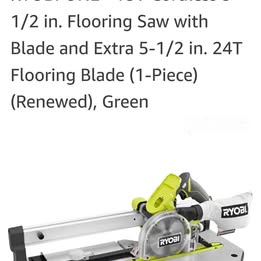 1/2 in. Flooring Saw with
Blade and Extra 5-1/2 in. 24T
Flooring Blade (1-Piece)
(Renewed), Green
RYOBI
RYOBI